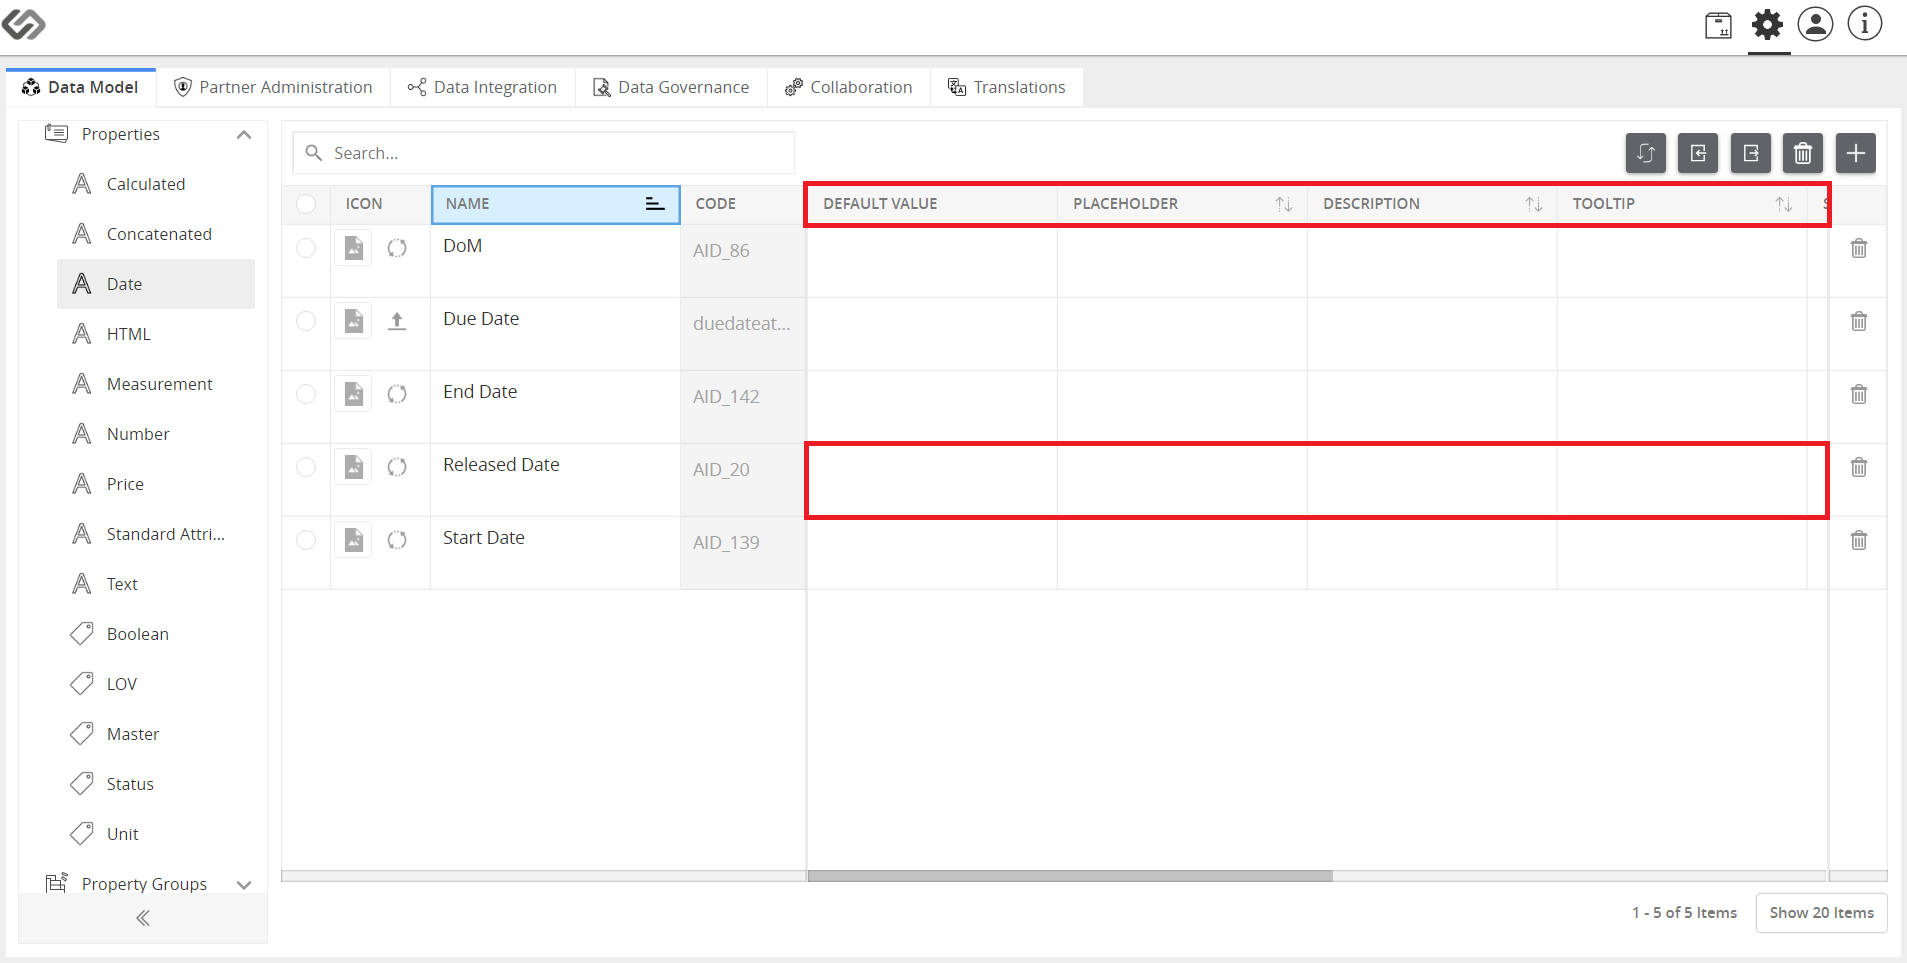 Data Model
Partner Administration
Data Integration
Data Governance
Collaboration
Translations
Properties
Calculated
Concatenated
Date
HTML
Measurement
Number
Price
Standard Attri...
Text
Boolean
LOV
Master
Status
Unit
Property Groups
Search...
ICON NAME CODE DEFAULT VALUE PLACEHOLDER DESCRIPTION TOOLTIP
DoM AID_86
Due Date duedateat...
End Date AID_142
Released Date AID_20
Start Date AID_139
1 - 5 of 5 Items
Show 20 Items